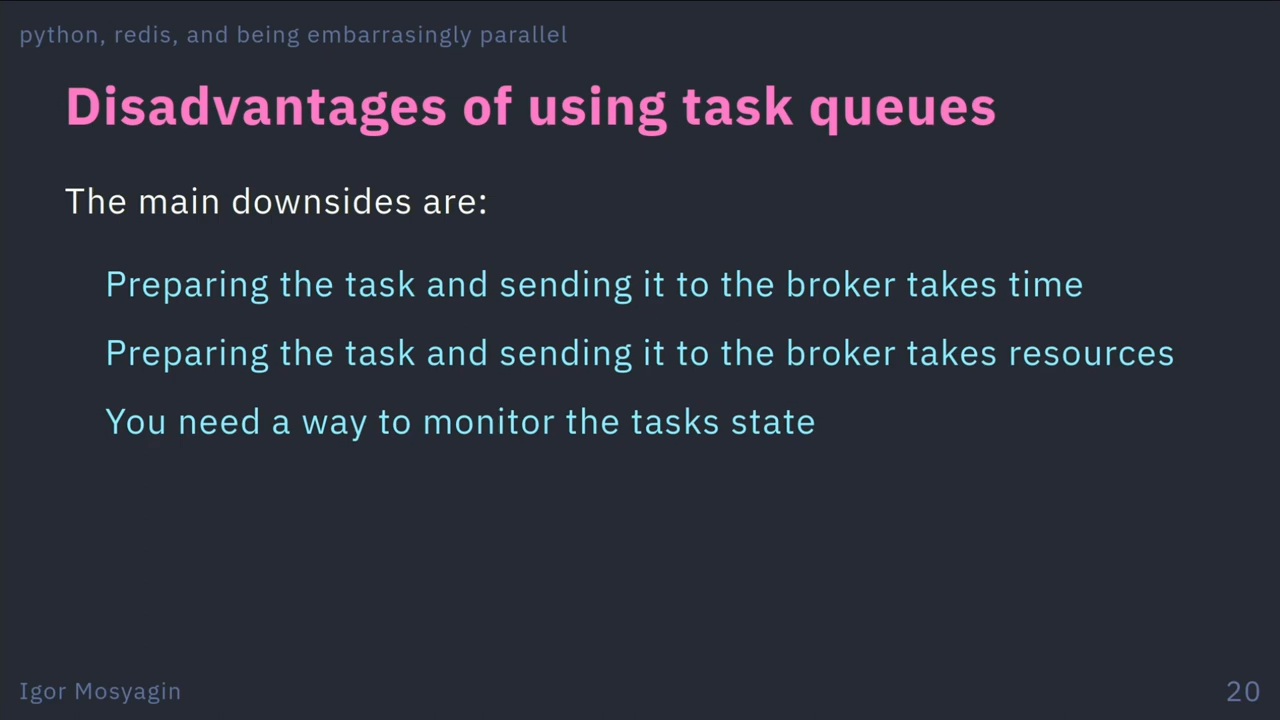 python, redis, and being embarrasingly parallel
Disadvantages of using task queues
The main downsides are:
Preparing the task and sending it to the broker takes time
Preparing the task and sending it to the broker takes resources
You need a way to monitor the tasks state
Igor Mosyagin
20